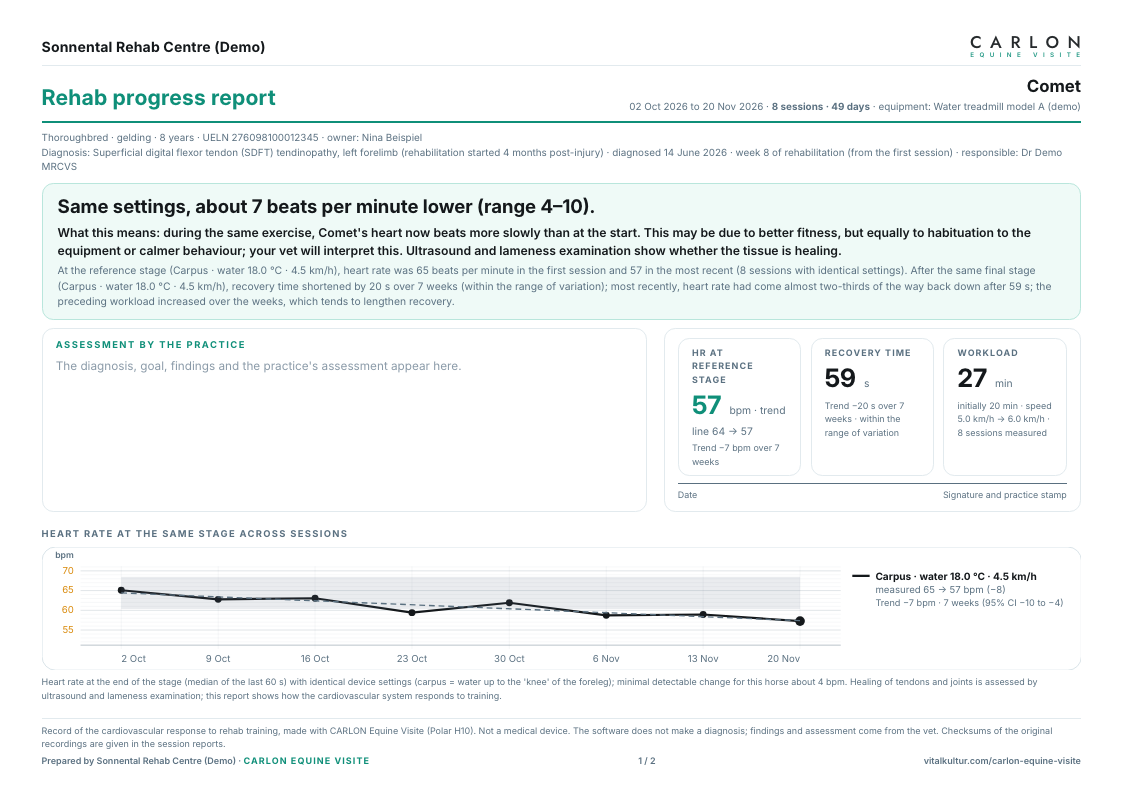 Sonnental Rehab Centre (Demo)
CARLON
EQUINE VISITE
Rehab progress report
Comet
02 Oct 2026 to 20 Nov 2026 · 8 sessions · 49 days · equipment: Water treadmill model A (demo)
Thoroughbred · gelding · 8 years · UELN 276098100012345 · owner: Nina Beispiel
Diagnosis: Superficial digital flexor tendon (SDFT) tendinopathy, left forelimb (rehabilitation started 4 months post-injury) · diagnosed 14 June 2026 · week 8 of rehabilitation (from the first session) · responsible: Dr Demo
MRCVS
Same settings, about 7 beats per minute lower (range 4–10).
What this means: during the same exercise, Comet's heart now beats more slowly than at the start. This may be due to better fitness, but equally to habituation to the
equipment or calmer behaviour; your vet will interpret this. Ultrasound and lameness examination show whether the tissue is healing.
At the reference stage (Carpus · water 18.0 °C · 4.5 km/h), heart rate was 65 beats per minute in the first session and 57 in the most recent (8 sessions with identical settings). After the same final stage
(Carpus · water 18.0 °C · 4.5 km/h), recovery time shortened by 20 s over 7 weeks (within the range of variation); most recently, heart rate had come almost two-thirds of the way back down after 59 s; the
preceding workload increased over the weeks, which tends to lengthen recovery.
ASSESSMENT BY THE PRACTICE
The diagnosis, goal, findings and the practice's assessment appear here.
HR AT
REFERENCE
STAGE
57 bpm · trend
line 64 → 57
Trend −7 bpm over 7
weeks
RECOVERY TIME
59 s
Trend −20 s over 7
weeks · within the
range of variation
WORKLOAD
27 min
initially 20 min · speed
5.0 km/h → 6.0 km/h ·
8 sessions measured
Date
Signature and practice stamp
HEART RATE AT THE SAME STAGE ACROSS SESSIONS
bpm
70
65
60
55
2 Oct
9 Oct
16 Oct
23 Oct
30 Oct
6 Nov
13 Nov
20 Nov
Carpus · water 18.0 °C · 4.5 km/h
measured 65 → 57 bpm (−8)
Trend −7 bpm · 7 weeks (95% CI −10 to −4)
Heart rate at the end of the stage (median of the last 60 s) with identical device settings (carpus = water up to the 'knee' of the foreleg); minimal detectable change for this horse about 4 bpm. Healing of tendons and joints is assessed by
ultrasound and lameness examination; this report shows how the cardiovascular system responds to training.
Record of the cardiovascular response to rehab training, made with CARLON Equine Visite (Polar H10). Not a medical device. The software does not make a diagnosis; findings and assessment come from the vet. Checksums of the original
recordings are given in the session reports.
Prepared by Sonnental Rehab Centre (Demo) · CARLON EQUINE VISITE
1 / 2
vitalkultur.com/carlon-equine-visite